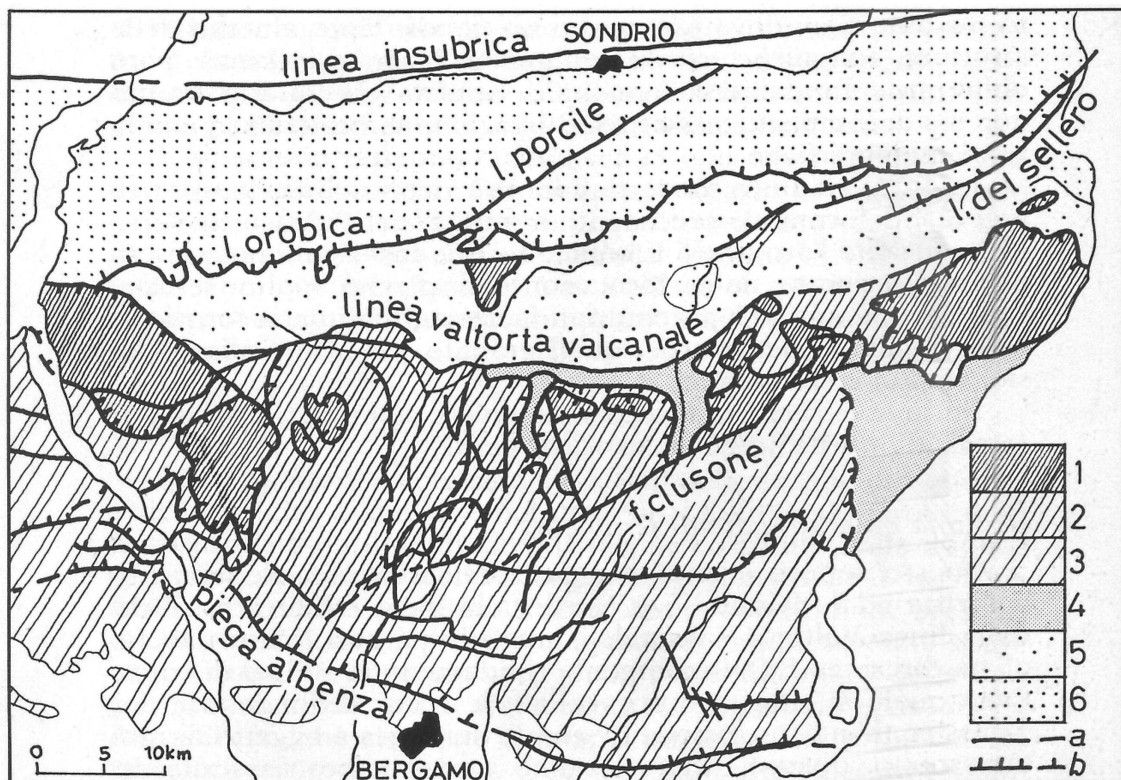 linea insubrica
SONDRIO
l. porcile
l. del sellero
l. orobica
linea valtorta valcanale
f. clusone
piega albenza
BERGAMO
0 5 10km
1
2
3
4
5
6
a
b